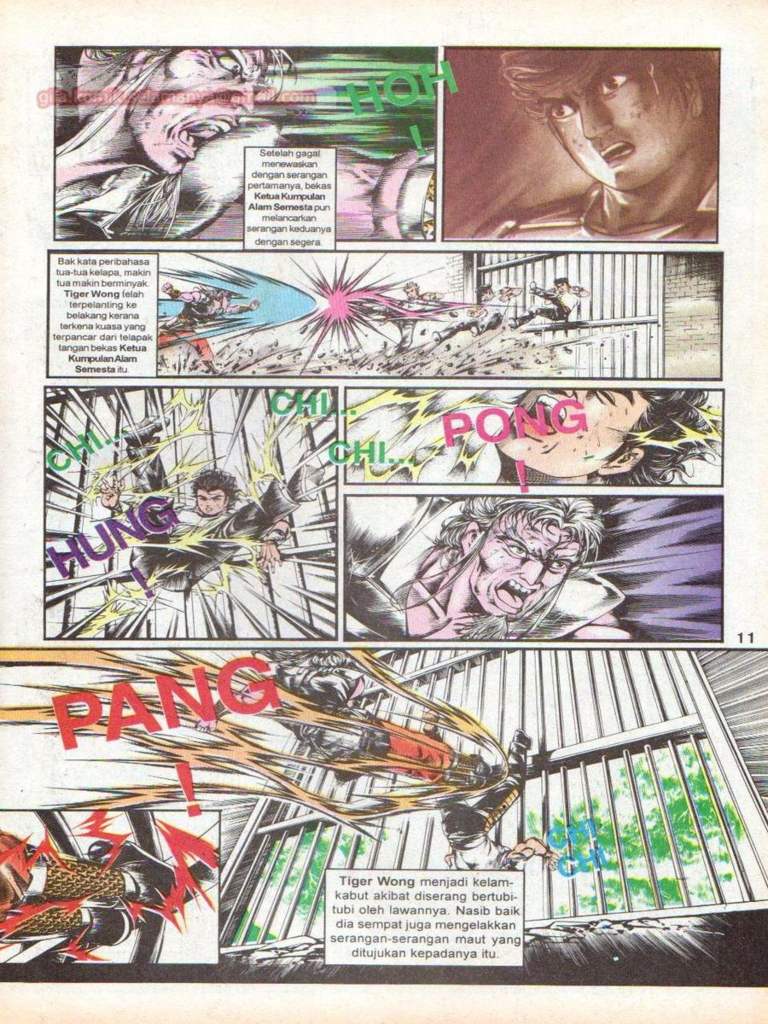 HOH
!
Setelah gagal
menewaskan
dengan serangan
pertamanya, bekas
Ketua Kumpulan
Alam Semesta pun
melancarkan
serangan keduanya
dengan segera.
Bak kata peribahasa
tua-tua kelapa, makin
tua makin berminyak.
Tiger Wong telah
terpelanting ke
belakang kerana
terkena kuasa yang
terpancar dari telapak
tangan bekas Ketua
Kumpulan Alam
Semesta itu.
CHI...
CHI...
HUNG
!
CHI...
PONG
!
11
PANG
!
CHI
CHI
Tiger Wong menjadi kelam-
kabut akibat diserang bertubi-
tubi oleh lawannya. Nasib baik
dia sempat juga mengelakkan
serangan-serangan maut yang
ditujukan kepadanya itu.